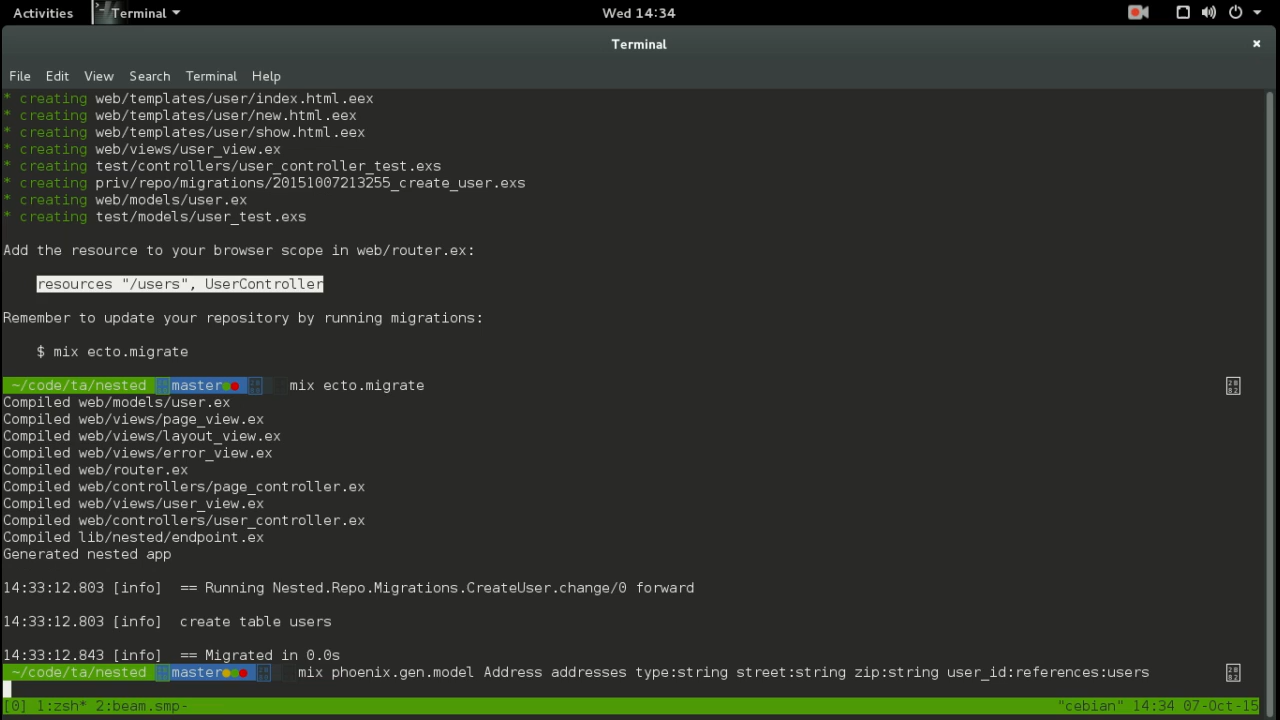 Activities Terminal Wed 14:34
Terminal
File Edit View Search Terminal Help
* creating web/templates/user/index.html.eex
* creating web/templates/user/new.html.eex
* creating web/templates/user/show.html.eex
* creating web/views/user_view.ex
* creating test/controllers/user_controller_test.exs
* creating priv/repo/migrations/20151007213255_create_user.exs
* creating web/models/user.ex
* creating test/models/user_test.exs
Add the resource to your browser scope in web/router.ex:
resources "/users", UserController
Remember to update your repository by running migrations:
$ mix ecto.migrate
~/code/ta/nested master mix ecto.migrate
Compiled web/models/user.ex
Compiled web/views/page_view.ex
Compiled web/views/layout_view.ex
Compiled web/views/error_view.ex
Compiled web/router.ex
Compiled web/controllers/page_controller.ex
Compiled web/views/user_view.ex
Compiled web/controllers/user_controller.ex
Compiled lib/nested/endpoint.ex
Generated nested app
14:33:12.803 [info] == Running Nested.Repo.Migrations.CreateUser.change/0 forward
14:33:12.803 [info] create table users
14:33:12.843 [info] == Migrated in 0.0s
~/code/ta/nested master mix phoenix.gen.model Address addresses type:string street:string zip:string user_id:references:users
[0] 1:zsh* 2:beam.smp- "cebian" 14:34 07-Oct-15